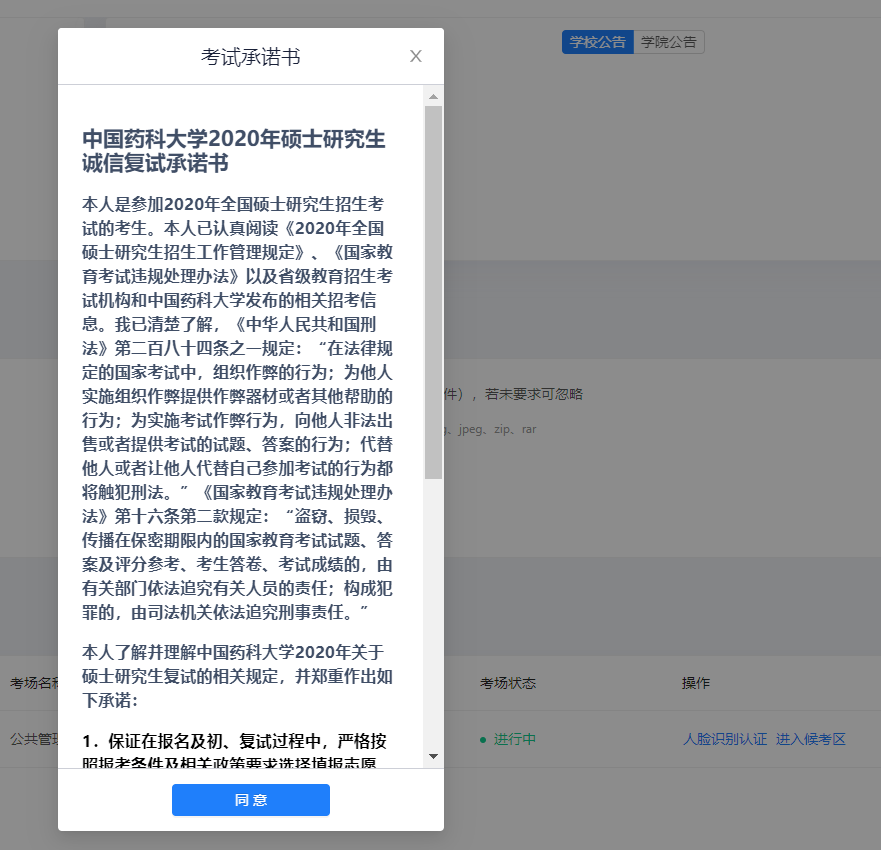 考试承诺书
X
学校公告 学院公告
中国药科大学2020年硕士研究生
诚信复试承诺书
本人是参加2020年全国硕士研究生招生考
试的考生。本人已认真阅读《2020年全国
硕士研究生招生工作管理规定》、《国家教
育考试违规处理办法》以及省级教育招生考
试机构和中国药科大学发布的相关招考信
息。我已清楚了解，《中华人民共和国刑
法》第二百八十四条之一规定：“在法律规
定的国家考试中，组织作弊的行为；为他人
实施组织作弊提供作弊器材或者其他帮助的
行为；为实施考试作弊行为，向他人非法出
售或者提供考试的试题、答案的行为；代替
他人或者让他人代替自己参加考试的行为都
将触犯刑法。”《国家教育考试违规处理办
法》第十六条第二款规定：“盗窃、损毁、
传播在保密期限内的国家教育考试试题、答
案及评分参考、考生答卷、考试成绩的，由
有关部门依法追究有关人员的责任；构成犯
罪的，由司法机关依法追究刑事责任。”
本人了解并理解中国药科大学2020年关于
硕士研究生复试的相关规定，并郑重作出如
下承诺：
1．保证在报名及初、复试过程中，严格按
照报考条件及相关政策要求选择填报志愿
同意
件），若未要求可忽略
、jpeg、zip、rar
考场名称 考场状态 操作
公共管理 进行中 人脸识别认证 进入候考区